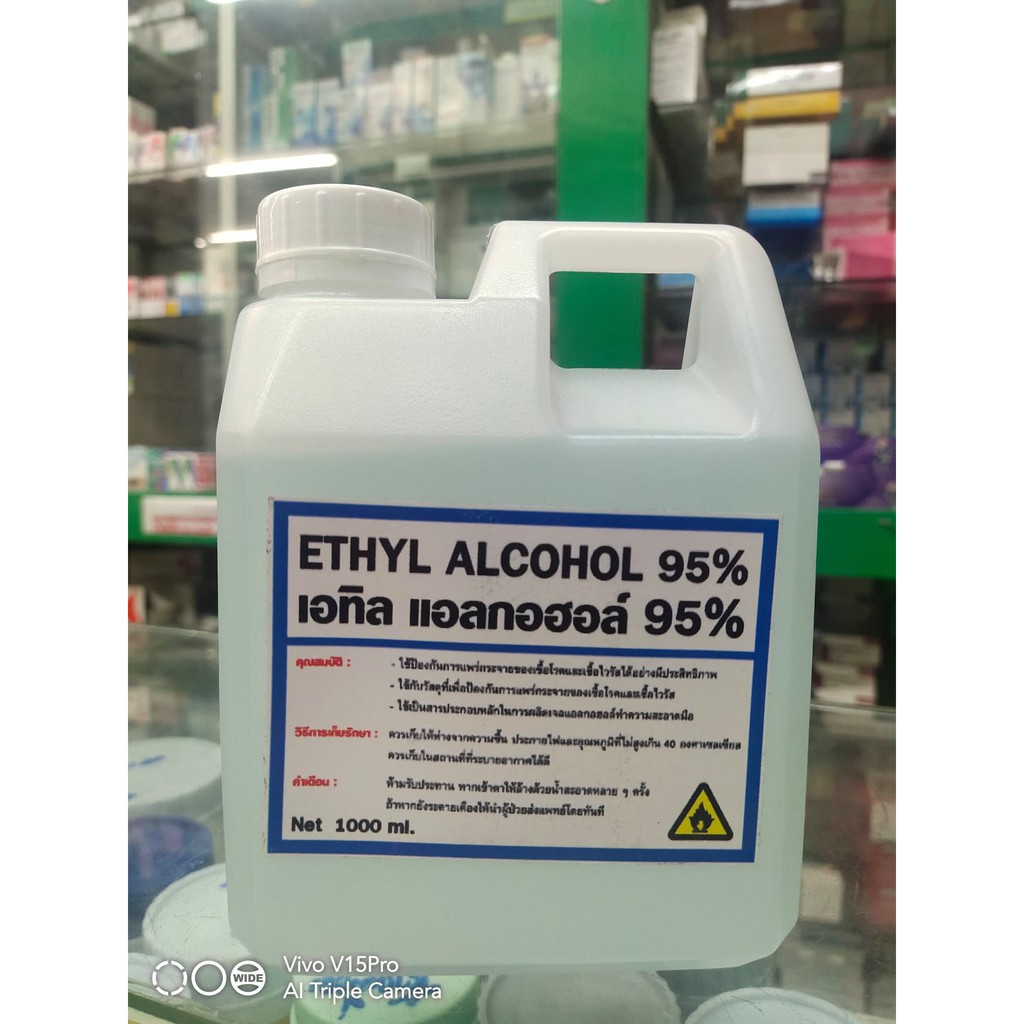 ETHYL ALCOHOL 95%
เอทิล แอลกอฮอล์ 95%
คุณสมบัติ : - ใช้ป้องกันการแพร่กระจายของเชื้อโรคและเชื้อไวรัสได้อย่างมีประสิทธิภาพ
- ใช้กับวัสดุที่เพื่อป้องกันการแพร่กระจายของเชื้อโรคและเชื้อไวรัส
- ใช้เป็นสารประกอบหลักในการผลิตเจลแอลกอฮอล์ทำความสะอาดมือ
วิธีการเก็บรักษา : ควรเก็บให้ห่างจากความชื้น ประกายไฟและอุณหภูมิที่ไม่สูงเกิน 40 องศาเซลเซียส
ควรเก็บในสถานที่ที่ระบายอากาศได้ดี
คำเตือน : ห้ามรับประทาน หากเข้าตาให้ล้างด้วยน้ำสะอาดหลาย ๆ ครั้ง
ถ้าหากยังระคายเคืองให้นำผู้ป่วยส่งแพทย์โดยทันที
Net 1000 ml.
WIDE
Vivo V15Pro
AI Triple Camera